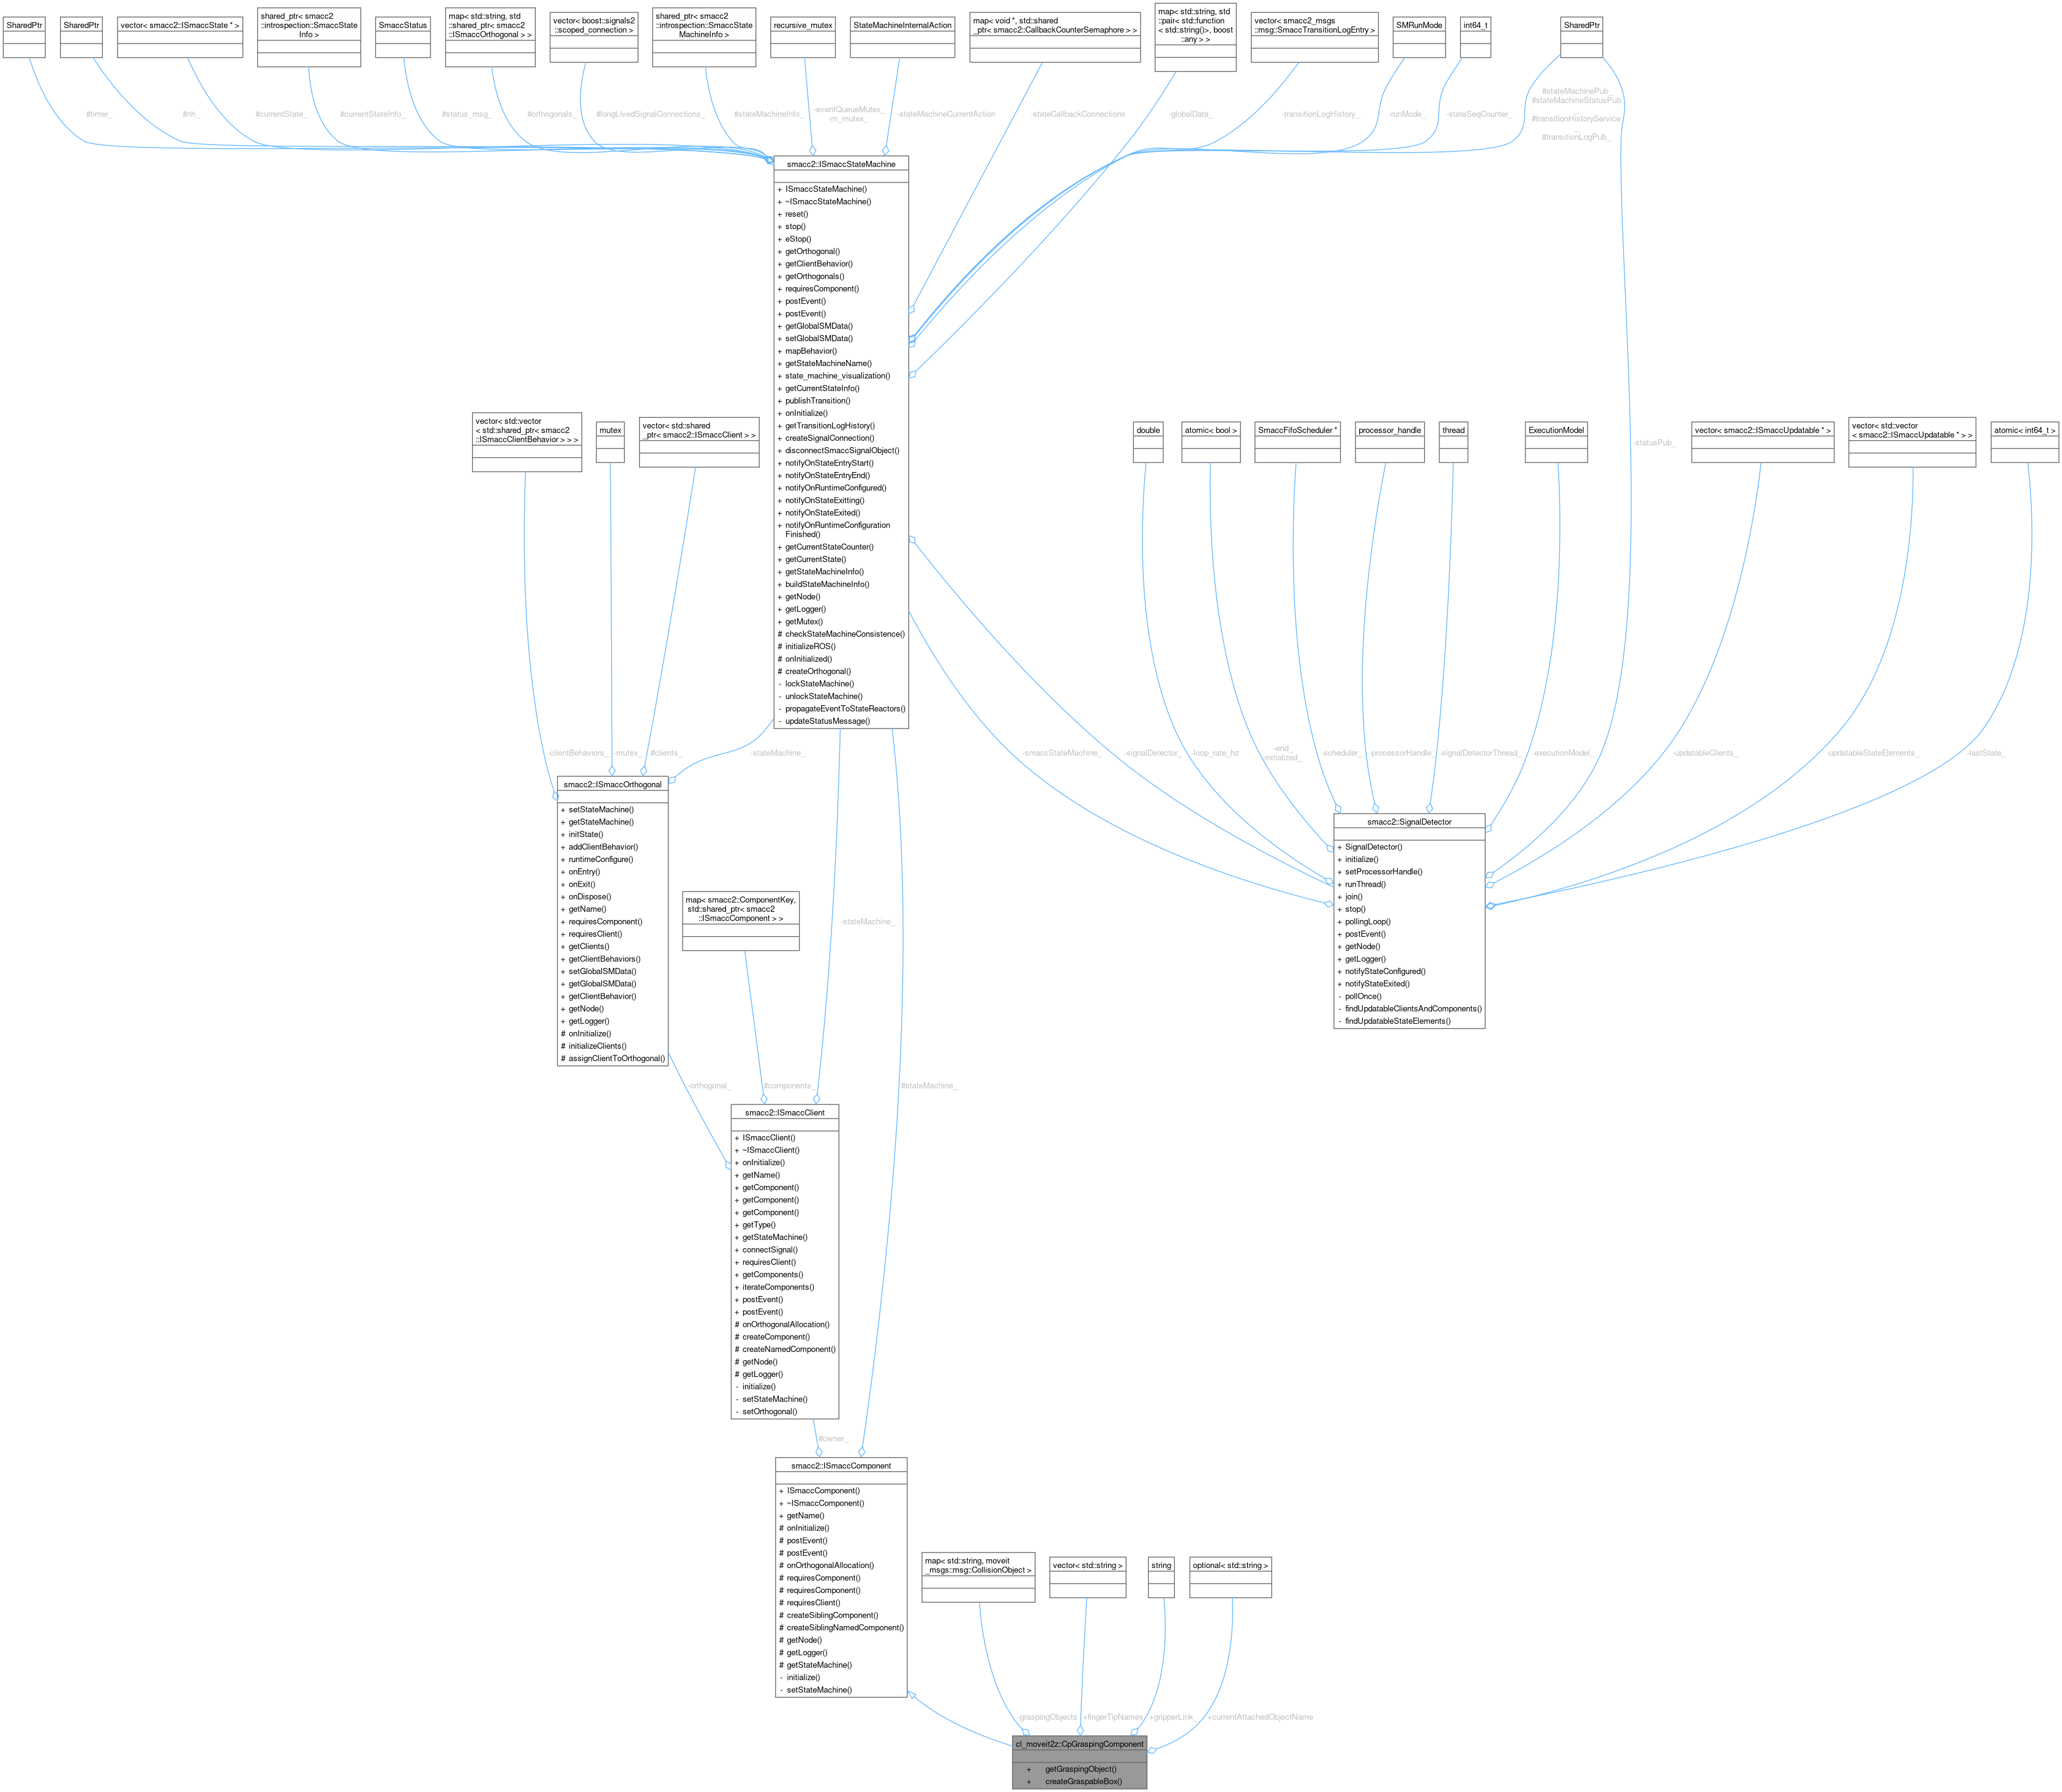 SharedPtr
SharedPtr
vector< smacc2::ISmaccState * >
shared_ptr< smacc2
::introspection::SmaccState
Info >
SmaccStatus
map< std::string, std
::shared_ptr< smacc2
::ISmaccOrthogonal > >
vector< boost::signals2
::scoped_connection >
shared_ptr< smacc2
::introspection::SmaccState
MachineInfo >
recursive_mutex
StateMachineInternalAction
map< void *, std::shared
_ptr< smacc2::CallbackCounterSemaphore > >
map< std::string, std
::pair< std::function
< std::string()>, boost
::any > >
vector< smacc2_msgs
::msg::SmaccTransitionLogEntry >
SMRunMode
int64_t
SharedPtr
#timer_
#nh_
#currentState_
#currentStateInfo_
#status_msg_
#orthogonals_
#longLivedSignalConnections_
#stateMachineInfo_
-eventQueueMutex_
-m_mutex_
-stateMachineCurrentAction
-stateCallbackConnections
-globalData_
-transitionLogHistory_
-runMode_
-stateSeqCounter_
#stateMachinePub_
#stateMachineStatusPub
_
#transitionHistoryService
_
#transitionLogPub_
smacc2::ISmaccStateMachine
+ ISmaccStateMachine()
+ ~ISmaccStateMachine()
+ reset()
+ stop()
+ eStop()
+ getOrthogonal()
+ getClientBehavior()
+ getOrthogonals()
+ requiresComponent()
+ postEvent()
+ postEvent()
+ getGlobalSMData()
+ setGlobalSMData()
+ mapBehavior()
+ getStateMachineName()
+ state_machine_visualization()
+ getCurrentStateInfo()
+ publishTransition()
+ onInitialize()
+ getTransitionLogHistory()
+ createSignalConnection()
+ disconnectSmaccSignalObject()
+ notifyOnStateEntryStart()
+ notifyOnStateEntryEnd()
+ notifyOnRuntimeConfigured()
+ notifyOnStateExitting()
+ notifyOnStateExited()
+ notifyOnRuntimeConfiguration
Finished()
+ getCurrentStateCounter()
+ getCurrentState()
+ getStateMachineInfo()
+ buildStateMachineInfo()
+ getNode()
+ getLogger()
+ getMutex()
# checkStateMachineConsistence()
# initializeROS()
# onInitialized()
# createOrthogonal()
- lockStateMachine()
- unlockStateMachine()
- propagateEventToStateReactors()
- updateStatusMessage()
vector< std::vector
< std::shared_ptr< smacc2
::ISmaccClientBehavior > > >
mutex
vector< std::shared
_ptr< smacc2::ISmaccClient > >
double
atomic< bool >
SmaccFifoScheduler *
processor_handle
thread
ExecutionModel
-statusPub_
vector< smacc2::ISmaccUpdatable * >
vector< std::vector
< smacc2::ISmaccUpdatable * > >
atomic< int64_t >
-clientBehaviors_
-mutex_
#clients_
-stateMachine_
-smaccStateMachine_
-signalDetector_
-loop_rate_hz
-end_
-initialized_
-scheduler_
-processorHandle_
-signalDetectorThread_
-executionModel_
-updatableClients_
-updatableStateElements_
-lastState_
smacc2::ISmaccOrthogonal
+ setStateMachine()
+ getStateMachine()
+ initState()
+ addClientBehavior()
+ runtimeConfigure()
+ onEntry()
+ onExit()
+ onDispose()
+ getName()
+ requiresComponent()
+ requiresClient()
+ getClients()
+ getClientBehaviors()
+ setGlobalSMData()
+ getGlobalSMData()
+ getClientBehavior()
+ getNode()
+ getLogger()
# onInitialize()
# initializeClients()
# assignClientToOrthogonal()
smacc2::SignalDetector
+ SignalDetector()
+ initialize()
+ setProcessorHandle()
+ runThread()
+ join()
+ stop()
+ pollingLoop()
+ postEvent()
+ getNode()
+ getLogger()
+ notifyStateConfigured()
+ notifyStateExited()
- pollOnce()
- findUpdatableClientsAndComponents()
- findUpdatableStateElements()
map< smacc2::ComponentKey,
std::shared_ptr< smacc2
::ISmaccComponent > >
-stateMachine_
-orthogonal_
#components_
#stateMachine_
smacc2::ISmaccClient
+ ISmaccClient()
+ ~ISmaccClient()
+ onInitialize()
+ getName()
+ getComponent()
+ getComponent()
+ getComponent()
+ getType()
+ getStateMachine()
+ connectSignal()
+ requiresClient()
+ getComponents()
+ iterateComponents()
+ postEvent()
+ postEvent()
# onOrthogonalAllocation()
# createComponent()
# createNamedComponent()
# getNode()
# getLogger()
- initialize()
- setStateMachine()
- setOrthogonal()
#owner_
smacc2::ISmaccComponent
+ ISmaccComponent()
+ ~ISmaccComponent()
+ getName()
# onInitialize()
# postEvent()
# postEvent()
# onOrthogonalAllocation()
# requiresComponent()
# requiresComponent()
# requiresClient()
# createSiblingComponent()
# createSiblingNamedComponent()
# getNode()
# getLogger()
# getStateMachine()
- initialize()
- setStateMachine()
map< std::string, moveit
_msgs::msg::CollisionObject >
vector< std::string >
string
optional< std::string >
-graspingObjects
+fingerTipNames
+gripperLink_
+currentAttachedObjectName
cl_moveit2z::CpGraspingComponent
+ getGraspingObject()
+ createGraspableBox()